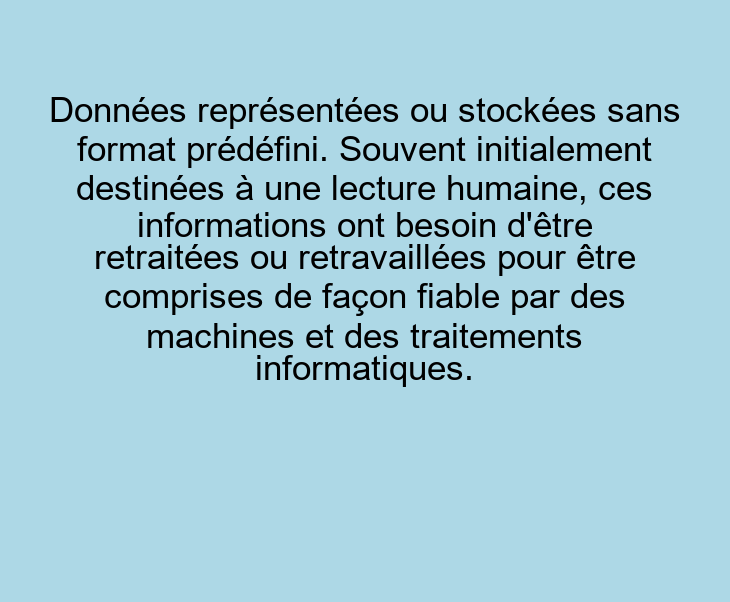 Données représentées ou stockées sans
format prédéfini. Souvent initialement
destinées à une lecture humaine, ces
informations ont besoin d'être
retraitées ou retravaillées pour être
comprises de façon fiable par des
machines et des traitements
informatiques.